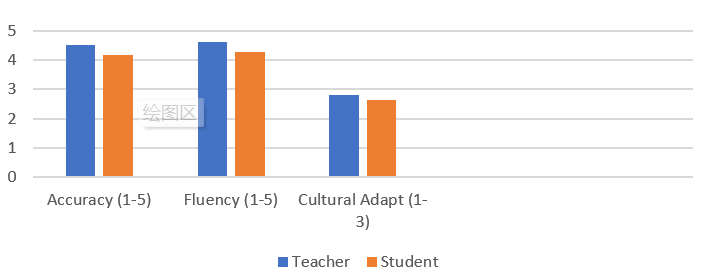 5
4
3
2
1
0
绘图区
Accuracy (1-5) Fluency (1-5) Cultural Adapt (1-
3)
Teacher Student